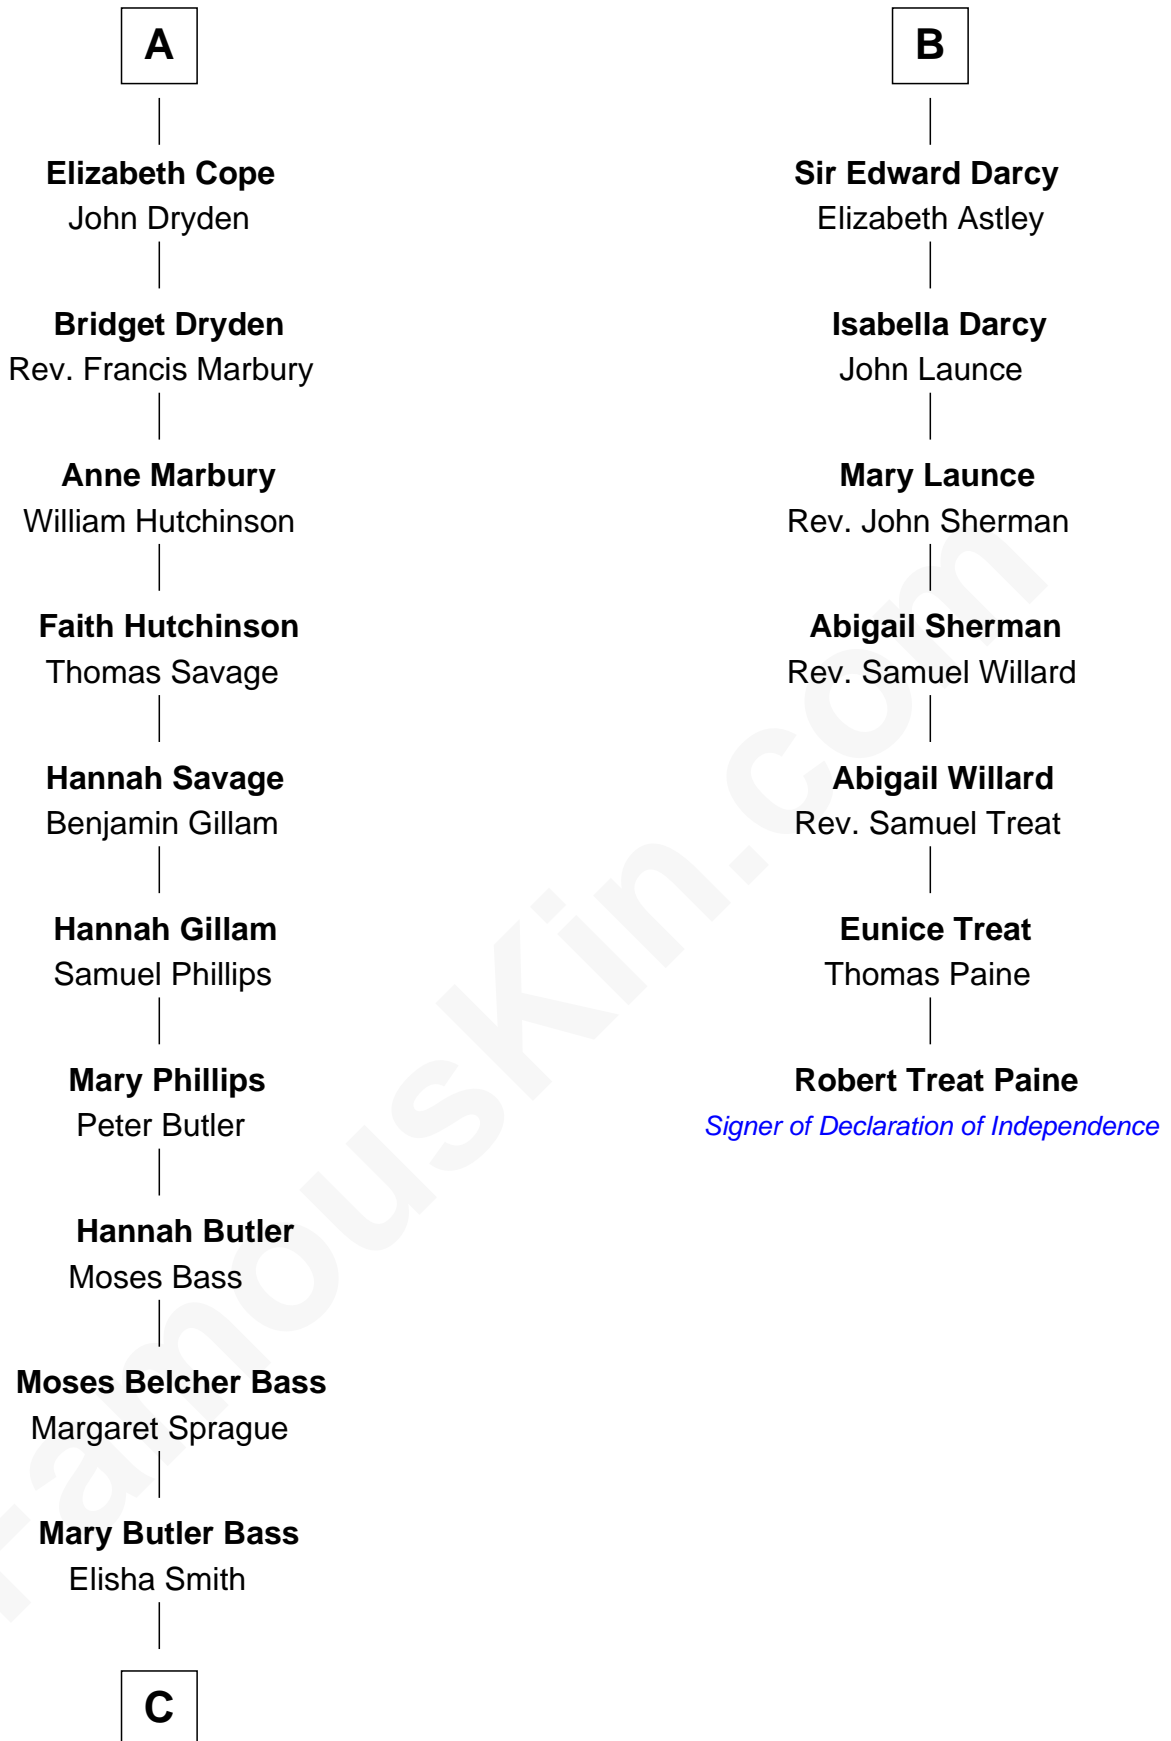 A
Elizabeth Cope
John Dryden
Bridget Dryden
Rev. Francis Marbury
Anne Marbury
William Hutchinson
Faith Hutchinson
Thomas Savage
Hannah Savage
Benjamin Gillam
Hannah Gillam
Samuel Phillips
Mary Phillips
Peter Butler
Hannah Butler
Moses Bass
Moses Belcher Bass
Margaret Sprague
Mary Butler Bass
Elisha Smith
C
B
Sir Edward Darcy
Elizabeth Astley
Isabella Darcy
John Launce
Mary Launce
Rev. John Sherman
Abigail Sherman
Rev. Samuel Willard
Abigail Willard
Rev. Samuel Treat
Eunice Treat
Thomas Paine
Robert Treat Paine
Signer of Declaration of Independence
FamousKin.com